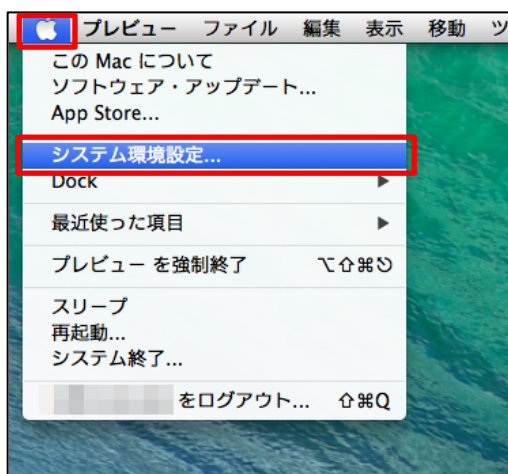 プレビュー ファイル 編集 表示 移動 ツ
この Mac について
ソフトウェア・アップデート...
App Store...
システム環境設定...
Dock ▶
最近使った項目 ▶
プレビュー を強制終了 ⌥⇧⌘⎋
スリープ
再起動...
システム終了...
をログアウト... ⇧⌘Q